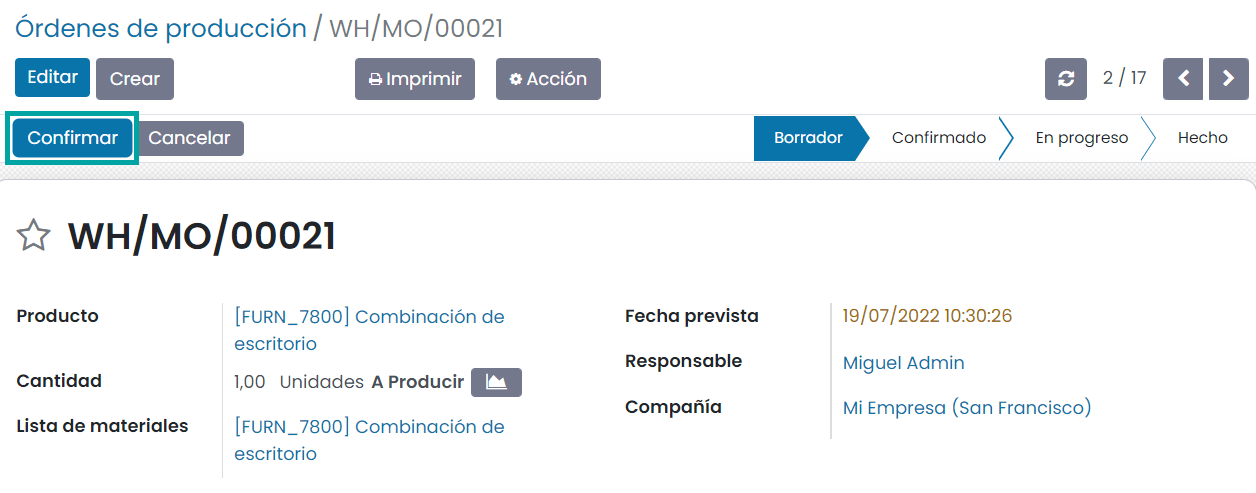 Órdenes de producción / WH/MO/00021
Editar Crear Imprimir Acción 2 / 17
Confirmar Cancelar Borrador Confirmado En progreso Hecho
WH/MO/00021
Producto [FURN_7800] Combinación de escritorio
Cantidad 1,00 Unidades A Producir
Lista de materiales [FURN_7800] Combinación de escritorio
Fecha prevista 19/07/2022 10:30:26
Responsable Miguel Admin
Compañía Mi Empresa (San Francisco)